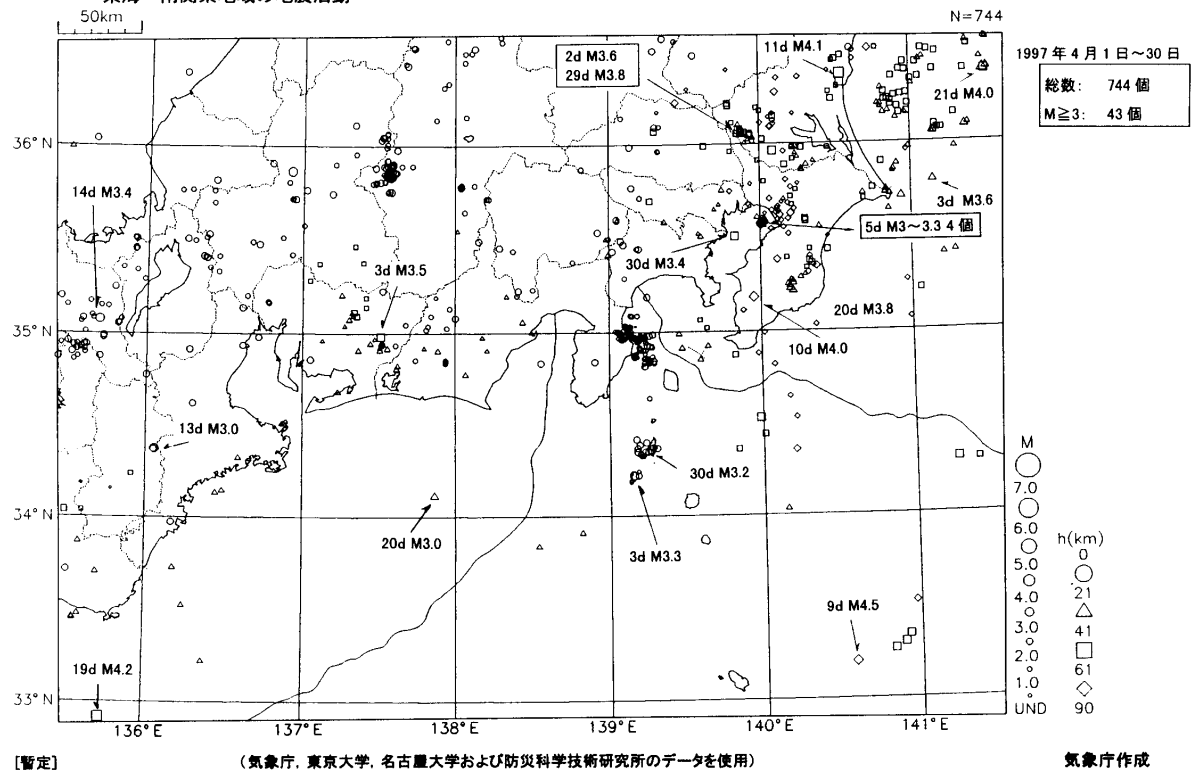 50km
N=744
1997年4月1日～30日
総数: 744 個
M≧3: 43 個
2d M3.6
29d M3.8
11d M4.1
21d M4.0
36°N
14d M3.4
3d M3.6
5d M3～3.3 4 個
30d M3.4
3d M3.5
20d M3.8
35°N
10d M4.0
13d M3.0
30d M3.2
34°N
20d M3.0
3d M3.3
9d M4.5
19d M4.2
33°N
136°E
137°E
138°E
139°E
140°E
141°E
M
7.0
6.0
5.0
4.0
3.0
2.0
1.0
UND
h(km)
0
21
41
61
90
[暫定]
(気象庁, 東京大学, 名古屋大学および防災科学技術研究所のデータを使用)
気象庁作成